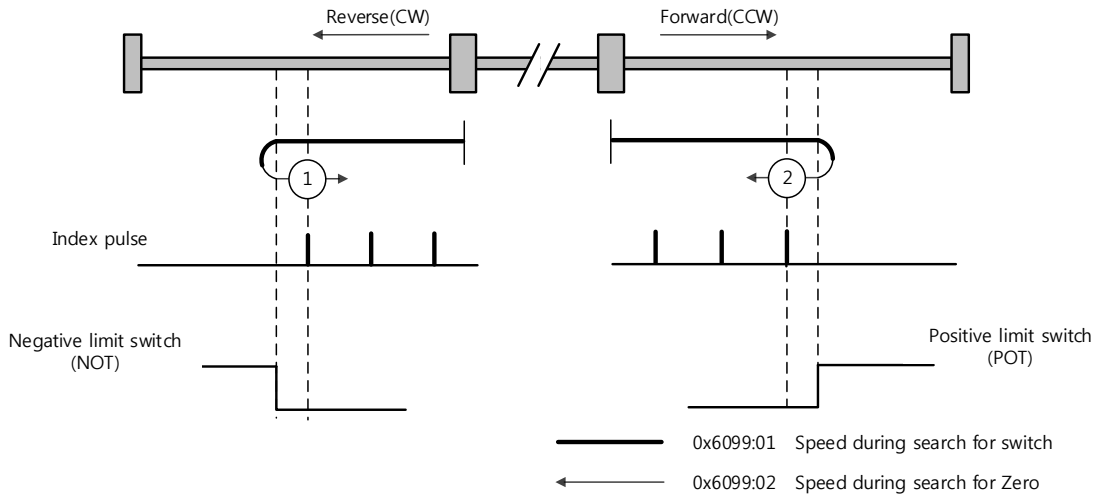 Reverse(CW)
Forward(CCW)
1
2
Index pulse
Negative limit switch
(NOT)
Positive limit switch
(POT)
0x6099:01 Speed during search for switch
0x6099:02 Speed during search for Zero